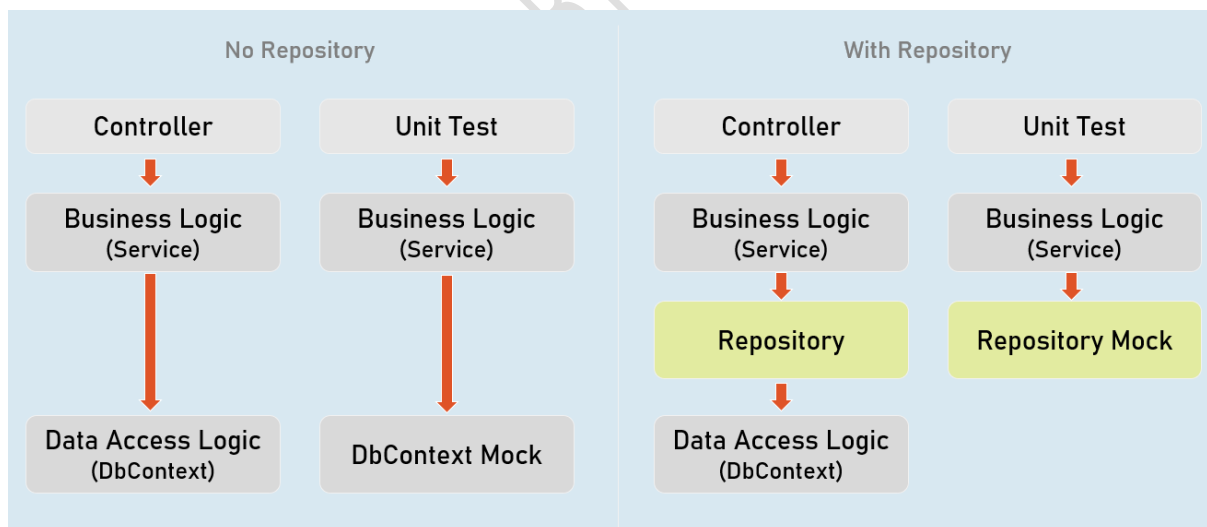 No Repository
With Repository
Controller
Unit Test
Controller
Unit Test
Business Logic
(Service)
Business Logic
(Service)
Business Logic
(Service)
Business Logic
(Service)
Repository
Repository Mock
Data Access Logic
(DbContext)
DbContext Mock
Data Access Logic
(DbContext)